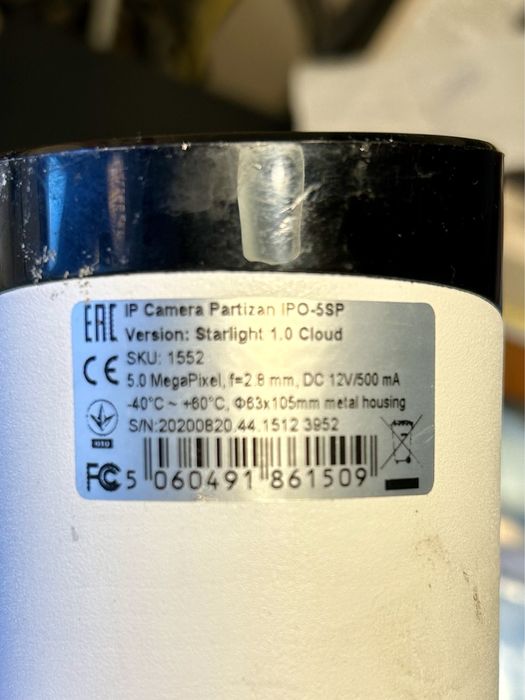 EAC IP Camera Partizan IPO-5SP
Version: Starlight 1.0 Cloud
SKU: 1552
CE 5.0 MegaPixel, f=2.8 mm, DC 12V/500 mA
-40°C ~ +60°C, Φ63x105mm metal housing
S/N:20200820.44.1512 3952
FC 5 060491 861509